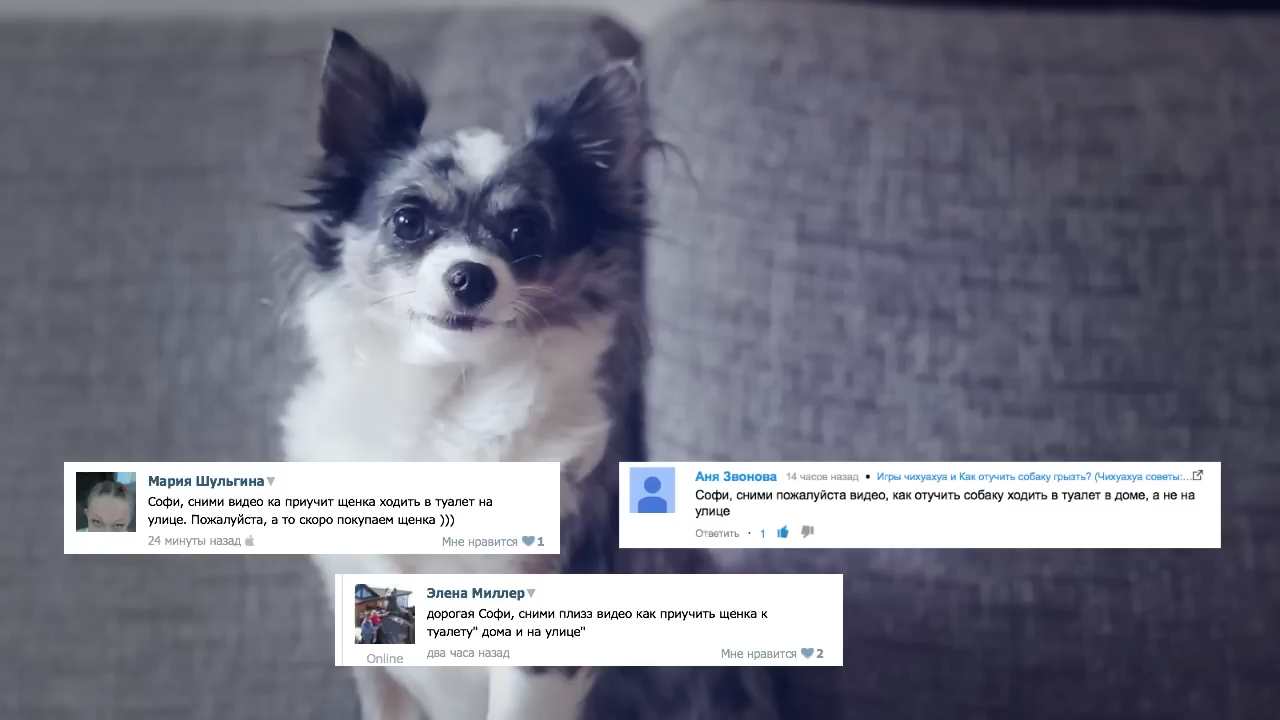 Мария Шульгина
Софи, сними видео ка приучит щенка ходить в туалет на
улице. Пожалуйста, а то скоро покупаем щенка )))
24 минуты назад
Мне нравится 1
Аня Звонова 14 часов назад • Игры чихуахуа и Как отучить собаку грызть? (Чихуахуа советы:...
Софи, сними пожалуйста видео, как отучить собаку ходить в туалет в доме, а не на
улице
Ответить · 1
Элена Миллер
дорогая Софи, сними плизз видео как приучить щенка к
туалету" дома и на улице"
Online
два часа назад
Мне нравится 2